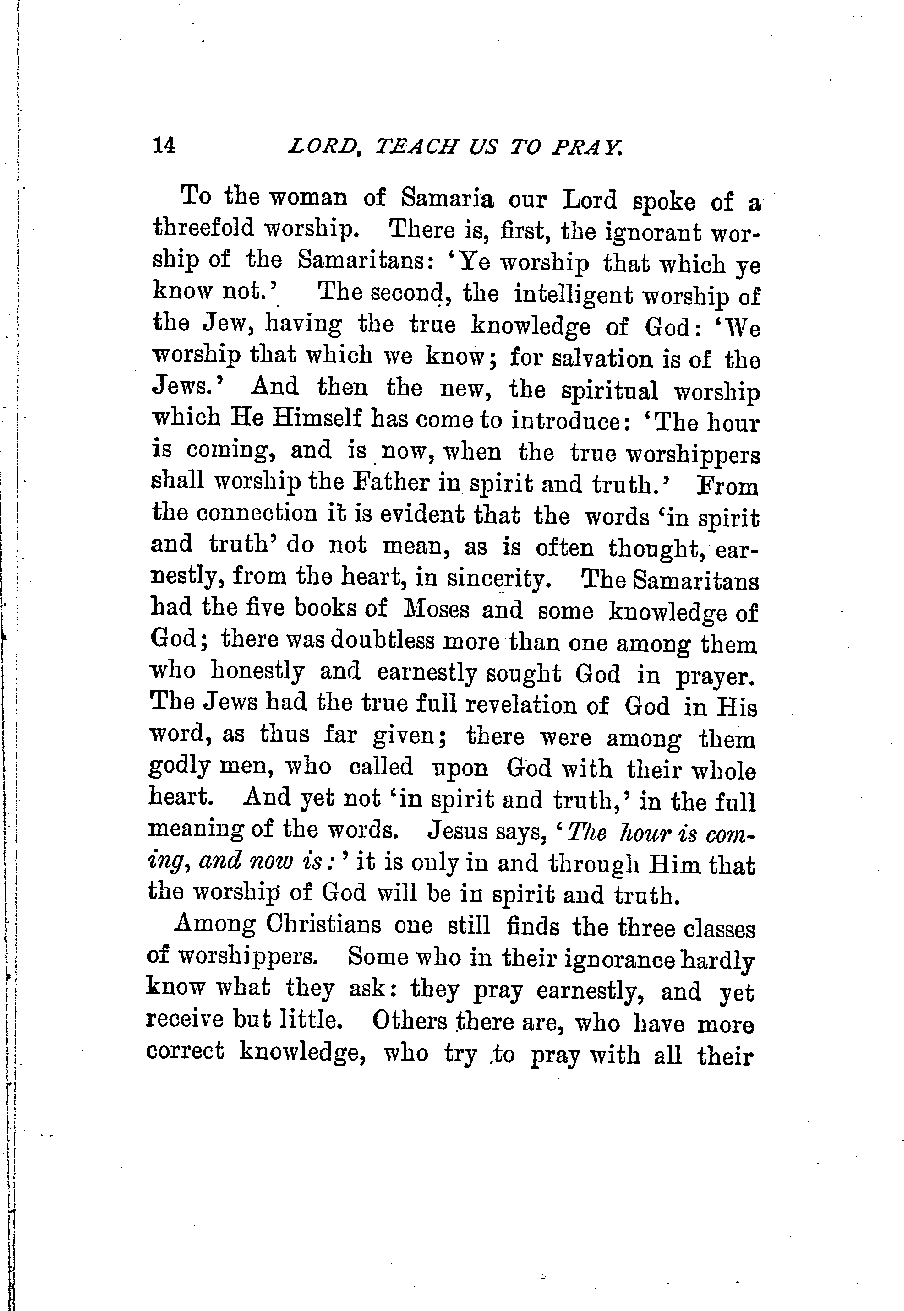 14 LORD, TEACH US TO PRAY.
To the woman of Samaria our Lord spoke of a
threefold worship. There is, first, the ignorant wor-
ship of the Samaritans: ‘Ye worship that which ye
know not.’ The second, the intelligent worship of
the Jew, having the true knowledge of God: ‘We
worship that which we know; for salvation is of the
Jews.’ And then the new, the spiritual worship
which He Himself has come to introduce: ‘The hour
is coming, and is now, when the true worshippers
shall worship the Father in spirit and truth.’ From
the connection it is evident that the words ‘in spirit
and truth’ do not mean, as is often thought, ear-
nestly, from the heart, in sincerity. The Samaritans
had the five books of Moses and some knowledge of
God; there was doubtless more than one among them
who honestly and earnestly sought God in prayer.
The Jews had the true full revelation of God in His
word, as thus far given; there were among them
godly men, who called upon God with their whole
heart. And yet not ‘in spirit and truth,’ in the full
meaning of the words. Jesus says, ‘The hour is com-
ing, and now is:’ it is only in and through Him that
the worship of God will be in spirit and truth.
Among Christians one still finds the three classes
of worshippers. Some who in their ignorance hardly
know what they ask: they pray earnestly, and yet
receive but little. Others there are, who have more
correct knowledge, who try to pray with all their